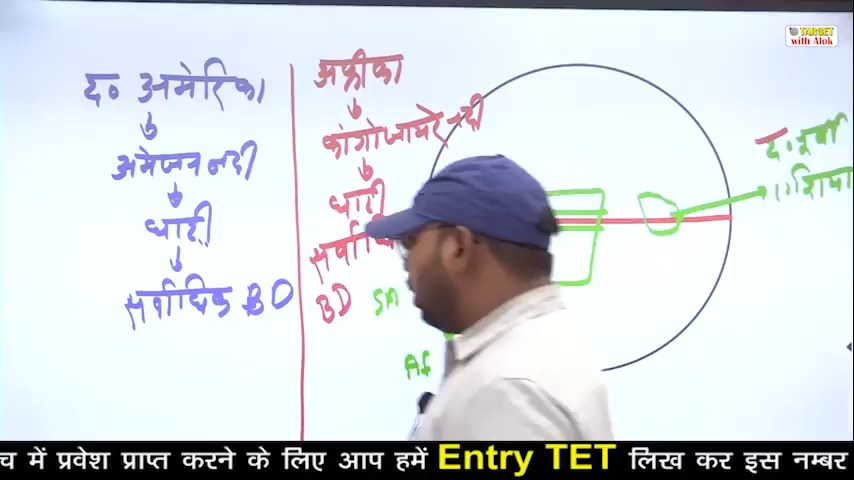 TARGET
with Alok
द० अमेरिका
अमेजन नदी
घाटी
सर्वाधिक BD
अफ्रीका
कांगो जायरे नदी
घाटी
BD
SA
Af
द० पूर्वी
में प्रवेश प्राप्त करने के लिए आप हमें Entry TET लिख कर इस नम्बर